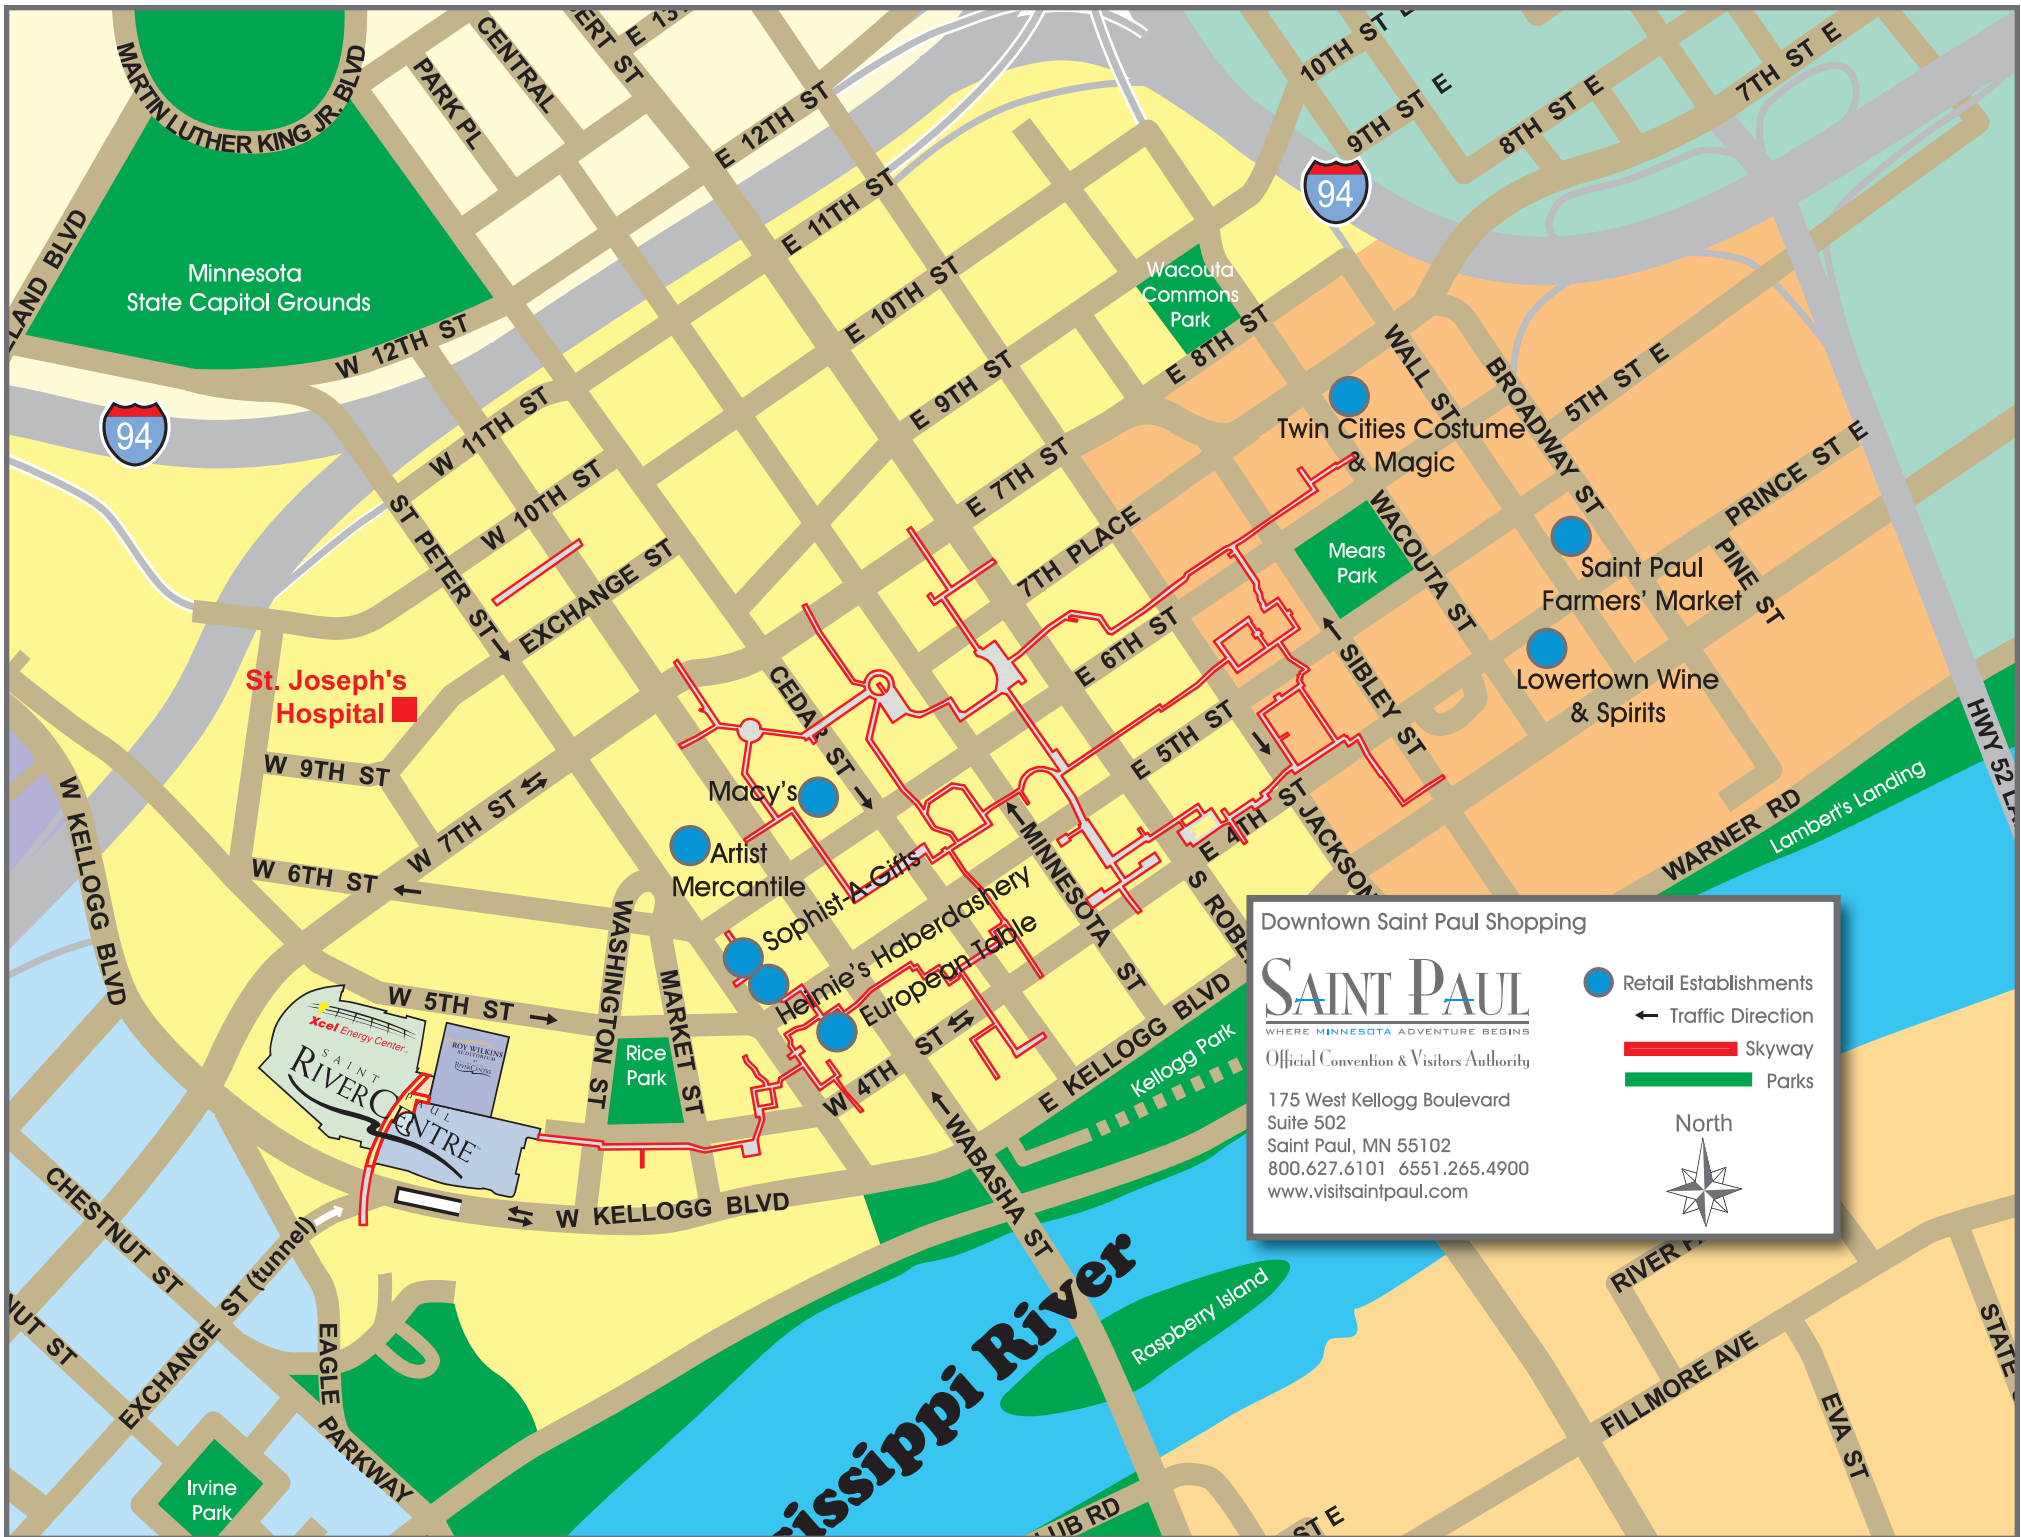 MARTIN LUTHER KING JR. BLVD
PARK PL
CENTRAL
E 12TH ST
10TH ST E
9TH ST E
8TH ST E
7TH ST E
94
Minnesota
State Capitol Grounds
E 11TH ST
E 10TH ST
E 9TH ST
E 8TH ST
E 7TH ST
7TH PLACE
E 6TH ST
E 5TH ST
E 4TH ST
Wacouta
Commons
Park
W 12TH ST
94
W 11TH ST
W 10TH ST
EXCHANGE ST
ST PETER ST
WALL ST
BROADWAY ST
5TH ST E
PRINCE ST E
PINE ST
WACOUTA ST
SIBLEY ST
Twin Cities Costume
& Magic
Mears
Park
Saint Paul
Farmers' Market
Lowertown Wine
& Spirits
St. Joseph's
Hospital
W 9TH ST
W 7TH ST
W 6TH ST
W 5TH ST
W 4TH ST
W KELLOGG BLVD
CEDAR ST
Macy's
Artist
Mercantile
Sophist-A-Gifts
Heimie's Haberdashery
European Table
MINNESOTA ST
JACKSON
HWY 52
WARNER RD
Lambert's Landing
WASHINGTON ST
MARKET ST
Rice
Park
Xcel Energy Center
SAINT PAUL
RIVERCENTRE
ROY WILKINS
AUDITORIUM
RIVERCENTRE
W KELLOGG BLVD
E KELLOGG BLVD
Kellogg Park
WABASHA ST
CHESTNUT ST
EXCHANGE ST (tunnel)
EAGLE PARKWAY
Irvine
Park
Raspberry Island
issippi River
Downtown Saint Paul Shopping
SAINT PAUL
WHERE MINNESOTA ADVENTURE BEGINS
Official Convention & Visitors Authority
175 West Kellogg Boulevard
Suite 502
Saint Paul, MN 55102
800.627.6101 6551.265.4900
www.visitsaintpaul.com
Retail Establishments
Traffic Direction
Skyway
Parks
North
FILLMORE AVE
EVA ST
STATE